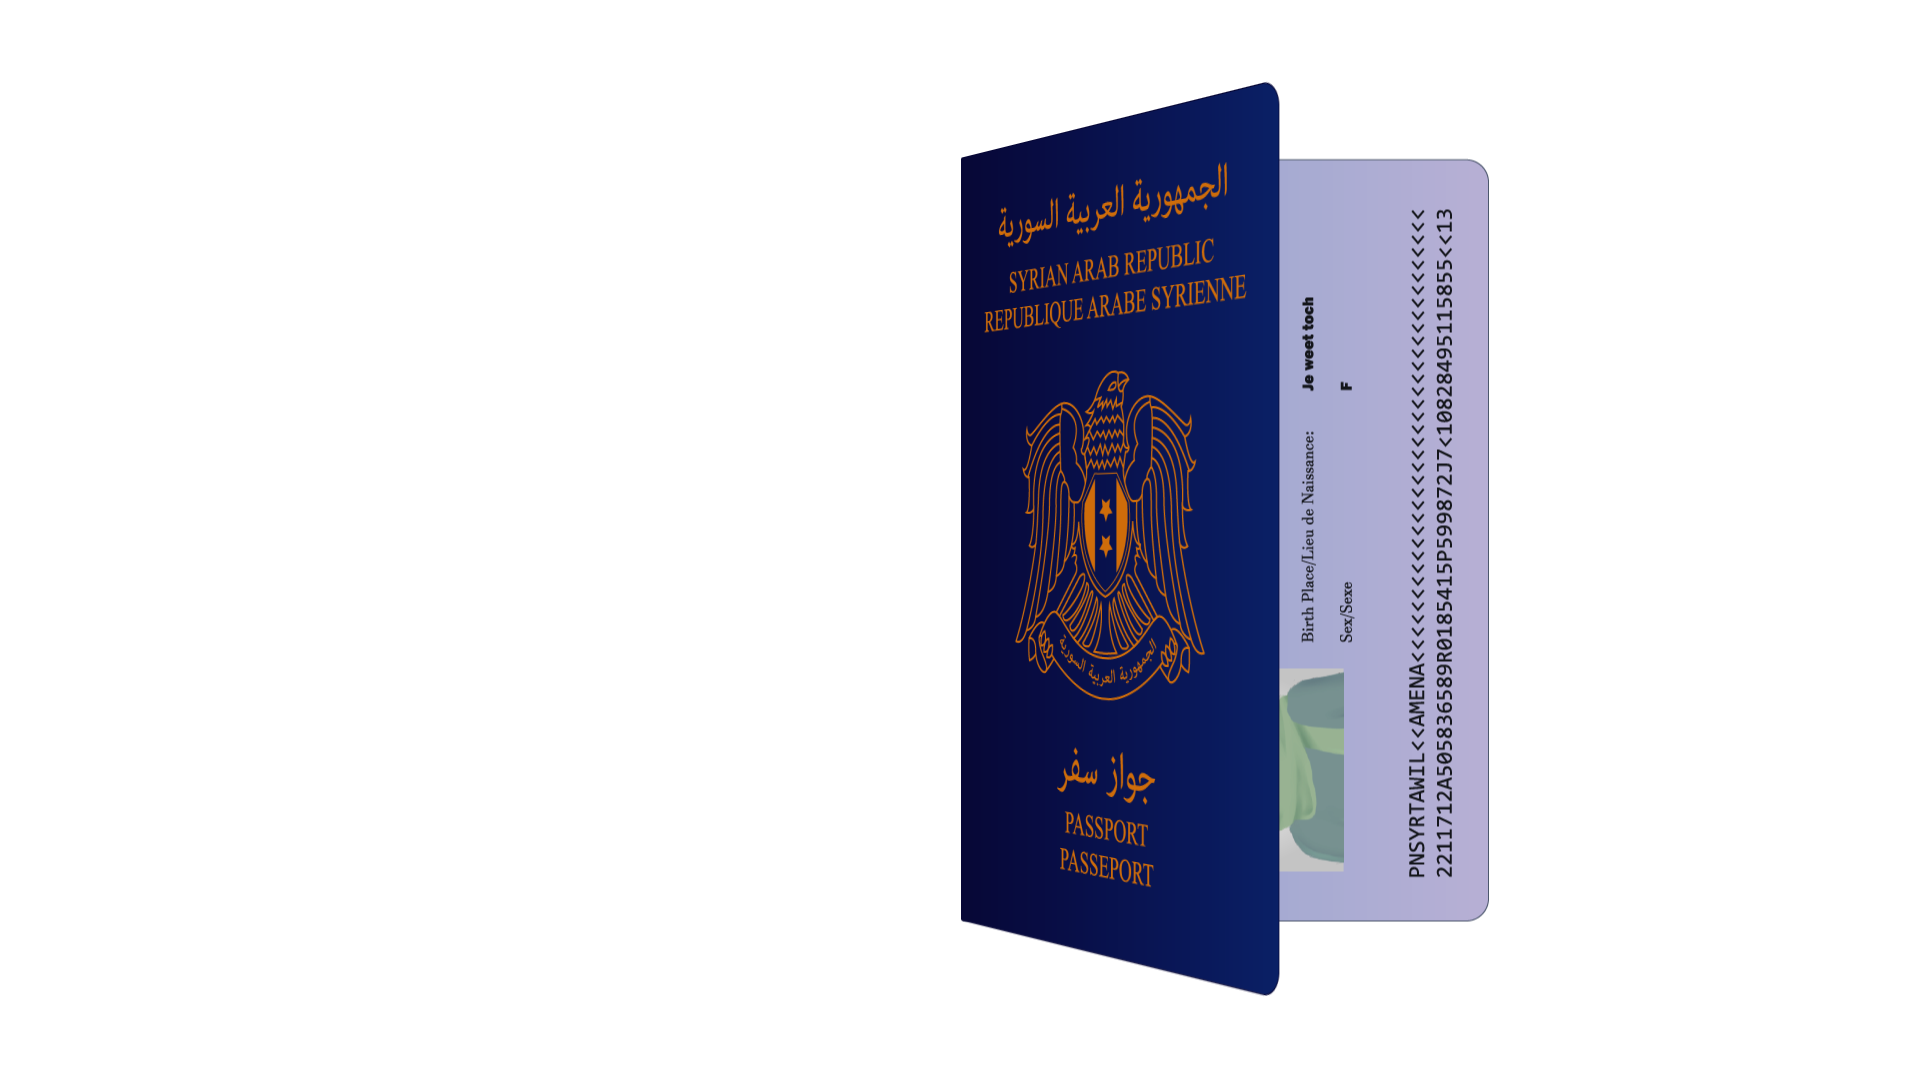 الجمهورية العربية السورية
SYRIAN ARAB REPUBLIC
REPUBLIQUE ARABE SYRIENNE
الجمهورية العربية السورية
جواز سفر
PASSPORT
PASSEPORT
Birth Place/Lieu de Naissance: Je weet toch
Sex/Sexe F
PNSYRTAWIL<<AMENA<<<<<<<<<<<<<<<<<<<<<<<<<<<
2211712A505836589R0185415P599872J7<10828495115855<<13